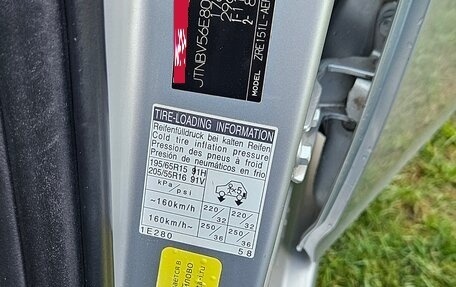 JTNBV56E80
MODEL ZRE151L-AE
TIRE-LOADING INFORMATION
Reifenfülldruck bei kalten Reifen
Cold tire inflation pressure
Pression des pneus à froid
Presión de neumáticos en frio
195/65R15 91H
205/55R16 91V
kPa/psi
~160km/h 220/32 220/32
160km/h~ 250/36 250/36
1E280 58